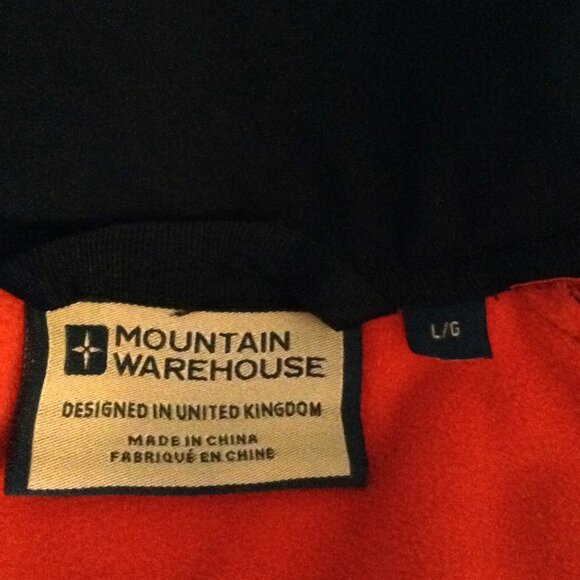 MOUNTAIN
WAREHOUSE
DESIGNED IN UNITED KINGDOM
MADE IN CHINA
FABRIQUÉ EN CHINE
L/G